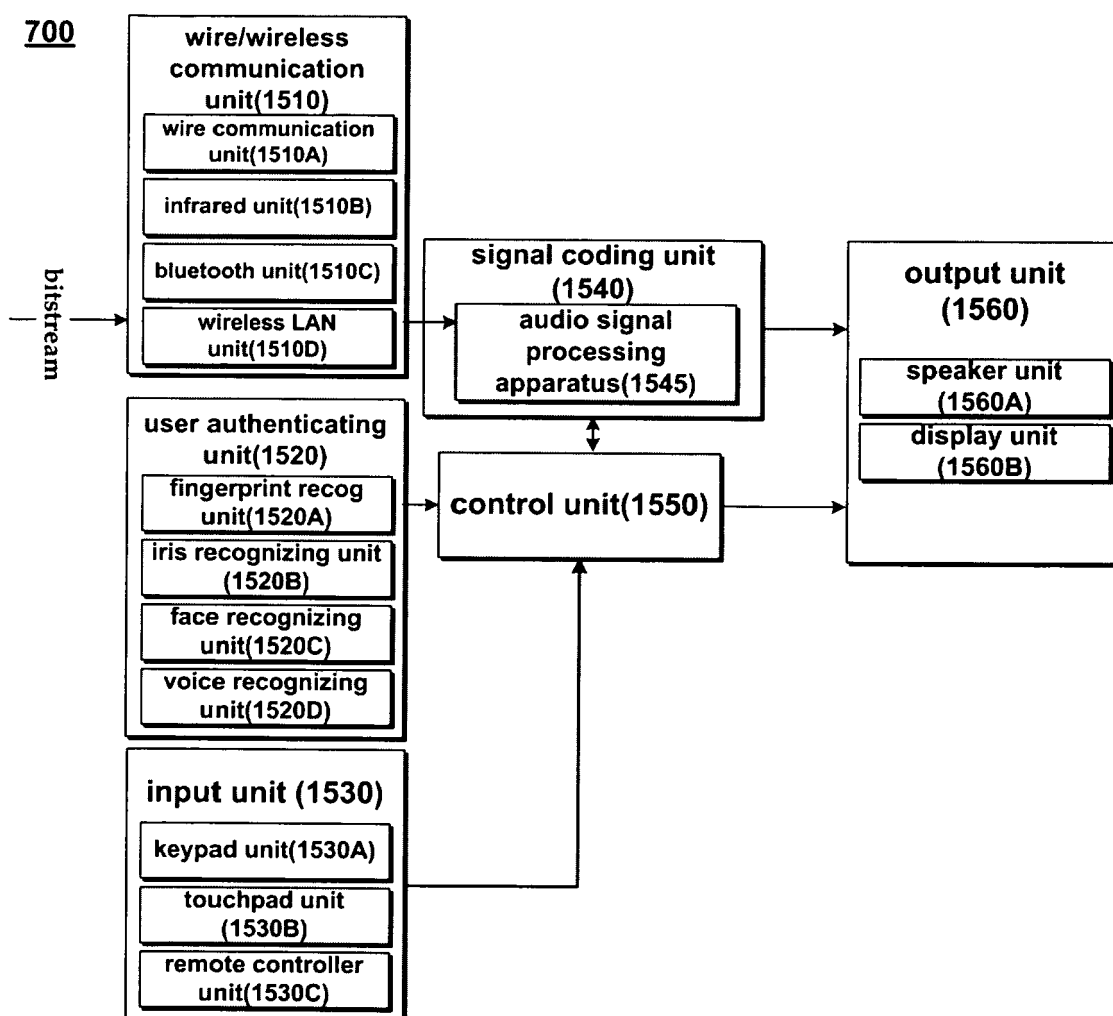 700
wire/wireless
communication
unit(1510)
wire communication
unit(1510A)
infrared unit(1510B)
bluetooth unit(1510C)
wireless LAN
unit(1510D)
bitstream
signal coding unit
(1540)
audio signal
processing
apparatus(1545)
output unit
(1560)
speaker unit
(1560A)
display unit
(1560B)
user authenticating
unit(1520)
fingerprint recog
unit(1520A)
iris recognizing unit
(1520B)
face recognizing
unit(1520C)
voice recognizing
unit(1520D)
control unit(1550)
input unit (1530)
keypad unit(1530A)
touchpad unit
(1530B)
remote controller
unit(1530C)